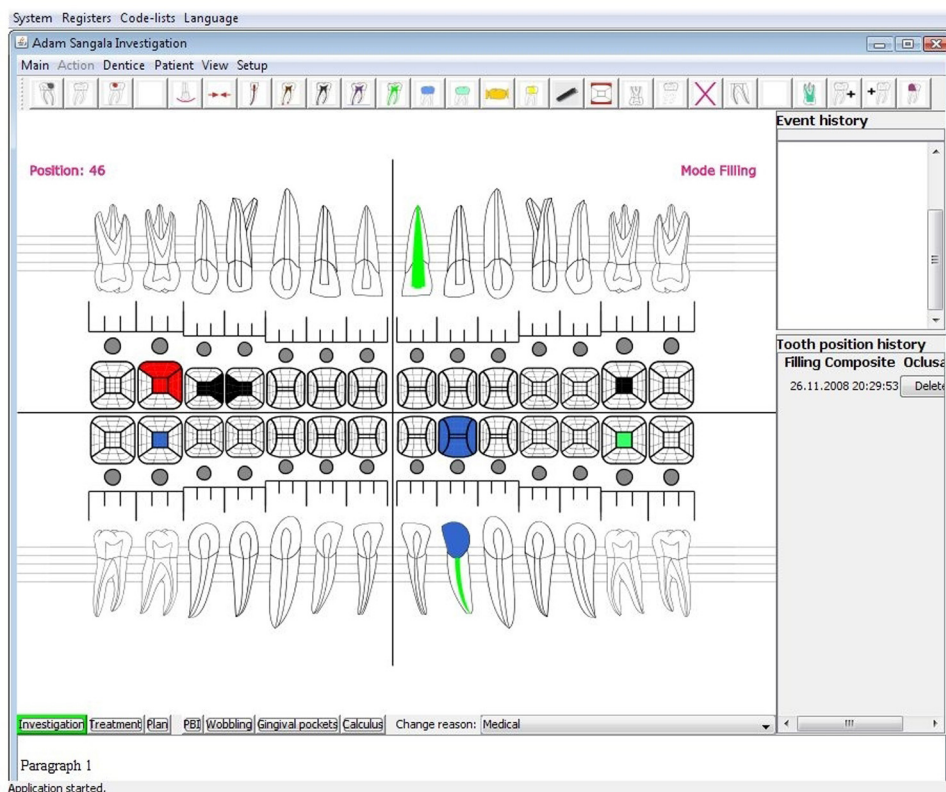 System Registers Code-lists Language
Adam Sangala Investigation
Main Action Dentice Patient View Setup
Event history
Position: 46
Mode Filling
Tooth position history
Filling Composite Oclusa
26.11.2008 20:29:53 Delete
Investigation Treatment Plan PBI Wobbling Gingival pockets Calculus Change reason: Medical
Paragraph 1
Application started.